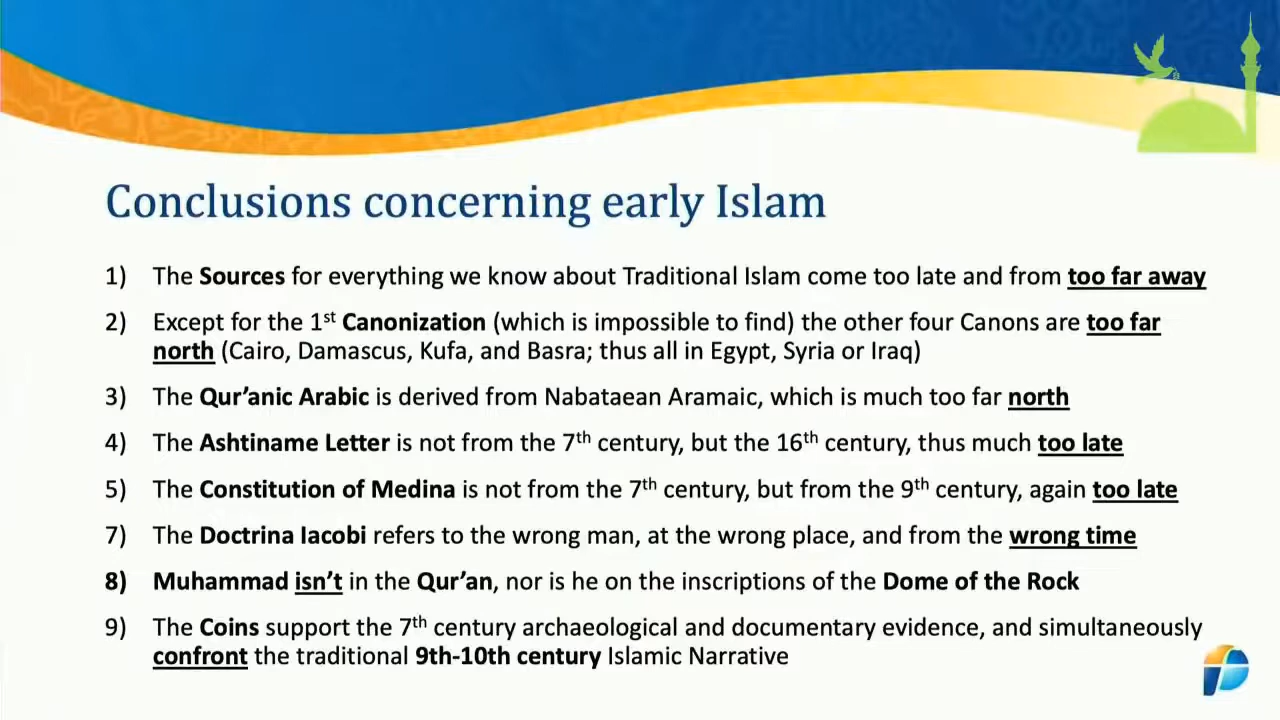 Conclusions concerning early Islam
1) The Sources for everything we know about Traditional Islam come too late and from too far away
2) Except for the 1st Canonization (which is impossible to find) the other four Canons are too far
north (Cairo, Damascus, Kufa, and Basra; thus all in Egypt, Syria or Iraq)
3) The Qur'anic Arabic is derived from Nabataean Aramaic, which is much too far north
4) The Ashtiname Letter is not from the 7th century, but the 16th century, thus much too late
5) The Constitution of Medina is not from the 7th century, but from the 9th century, again too late
7) The Doctrina Iacobi refers to the wrong man, at the wrong place, and from the wrong time
8) Muhammad isn't in the Qur'an, nor is he on the inscriptions of the Dome of the Rock
9) The Coins support the 7th century archaeological and documentary evidence, and simultaneously
confront the traditional 9th-10th century Islamic Narrative